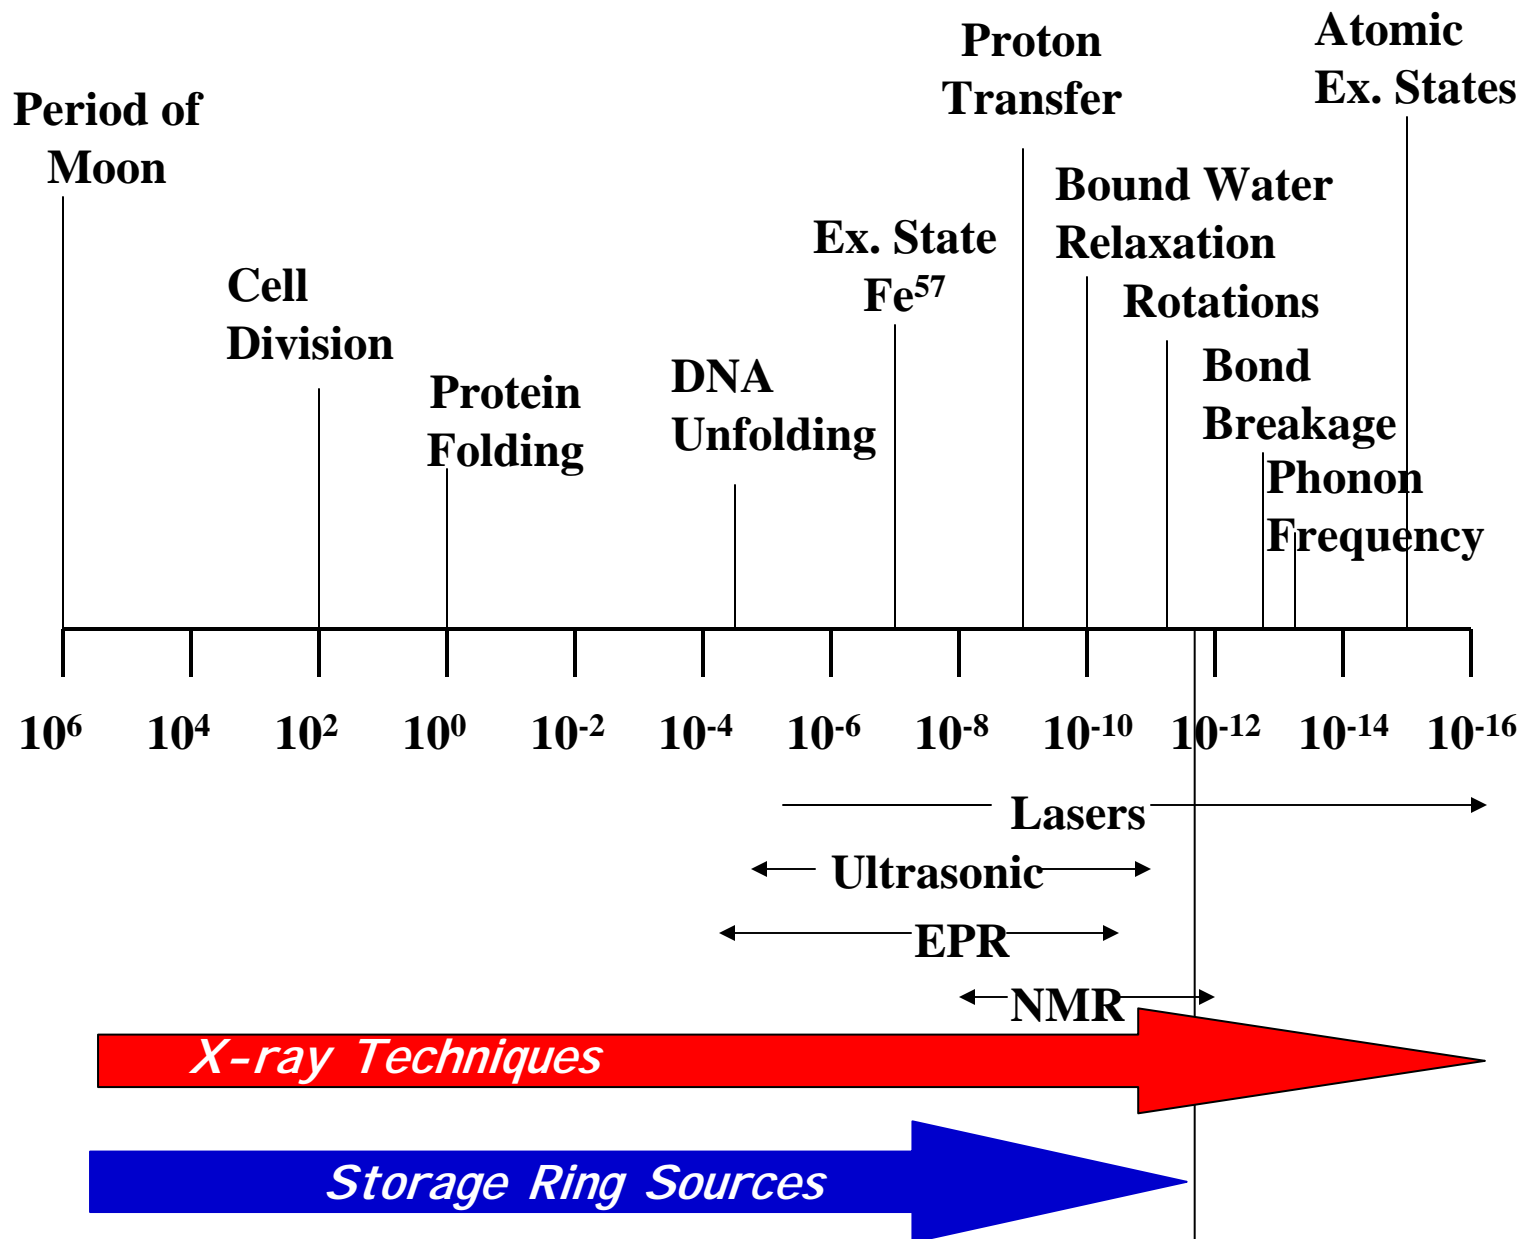 Period of
Moon
Cell
Division
Protein
Folding
DNA
Unfolding
Ex. State
Fe⁵⁷
Proton
Transfer
Bound Water
Relaxation
Rotations
Bond
Breakage
Phonon
Frequency
Atomic
Ex. States
10⁶ 10⁴ 10² 10⁰ 10⁻² 10⁻⁴ 10⁻⁶ 10⁻⁸ 10⁻¹⁰ 10⁻¹² 10⁻¹⁴ 10⁻¹⁶
Lasers
Ultrasonic
EPR
NMR
X-ray Techniques
Storage Ring Sources